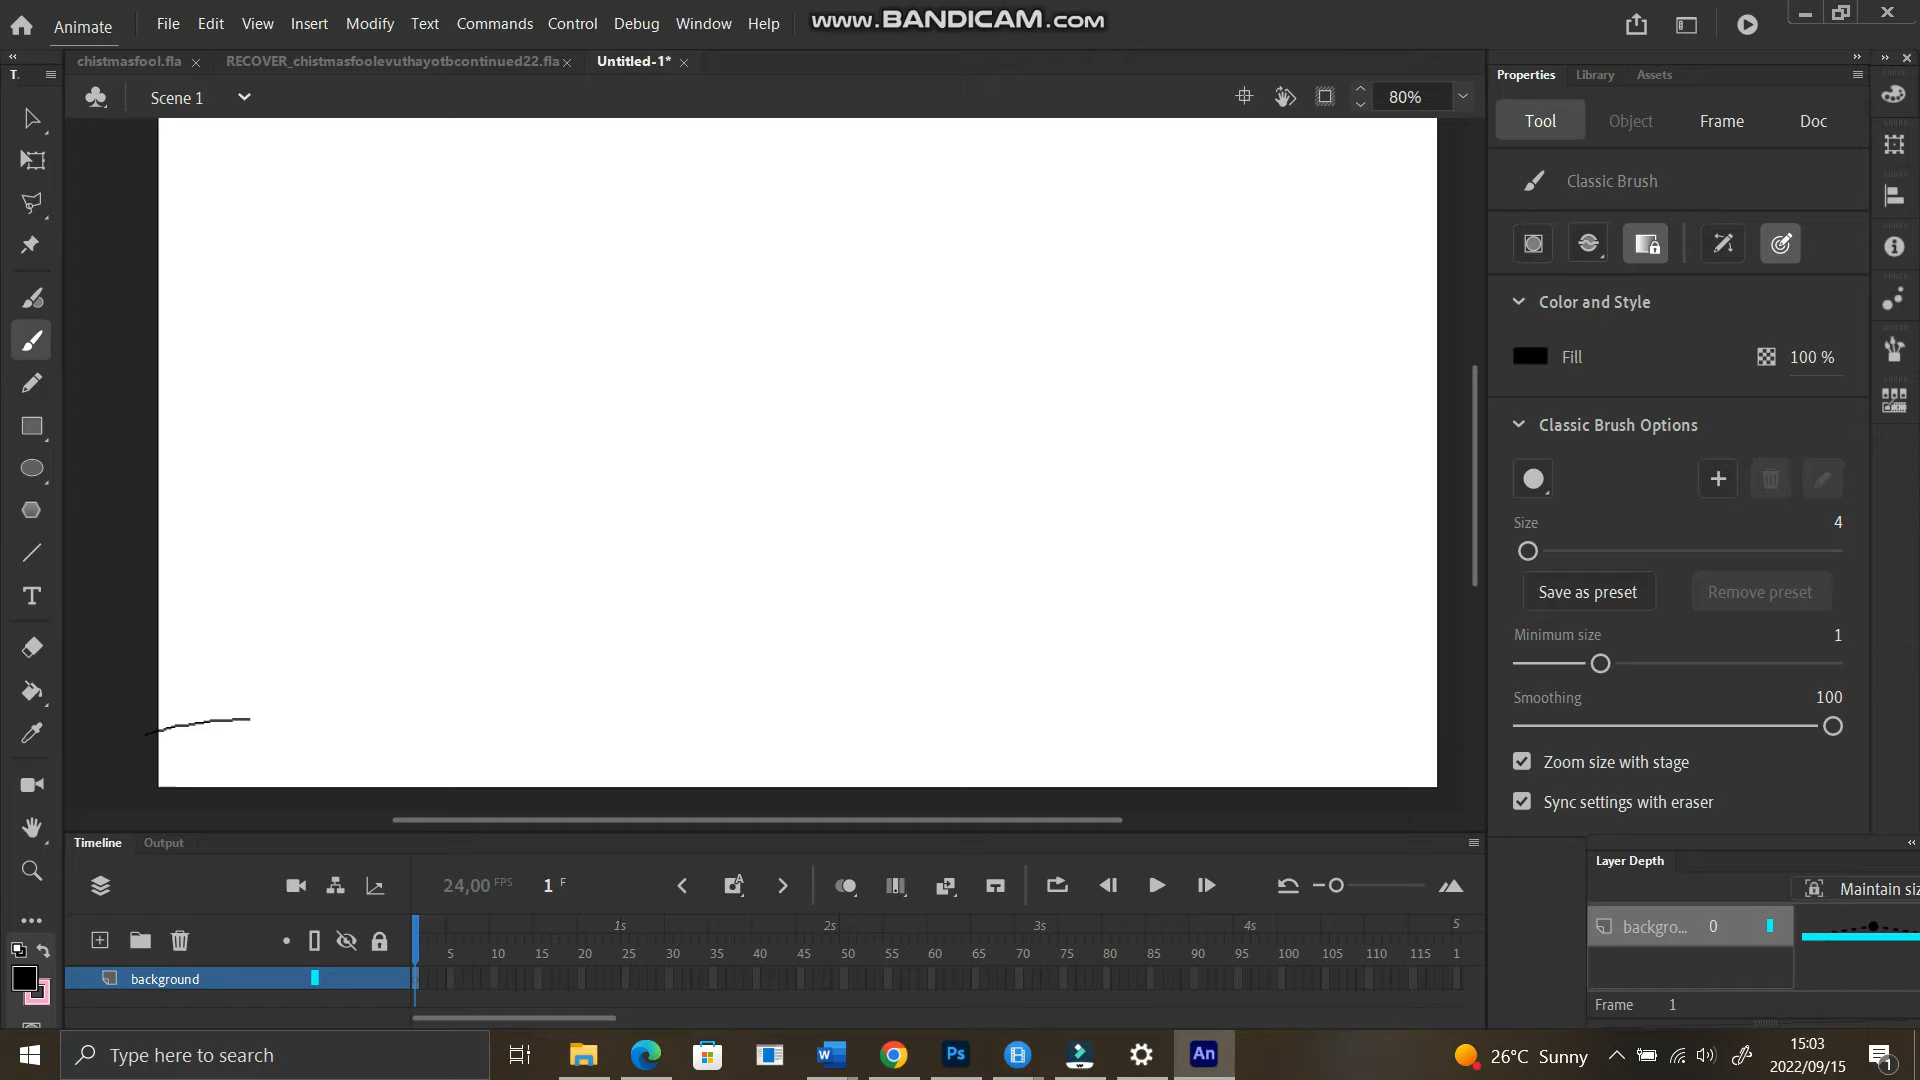 Animate
File Edit View Insert Modify Text Commands Control Debug Window Help
www.BANDICAM.com
T.
chistmasfool.fla
RECOVER_chistmasfoolevuthayotbcontinued22.fla
Untitled-1*
Scene 1
80%
Properties Library Assets
Tool Object Frame Doc
Classic Brush
Color and Style
Fill
100 %
Classic Brush Options
Size
4
Save as preset
Remove preset
Minimum size
1
Smoothing
100
Zoom size with stage
Sync settings with eraser
Timeline Output
24,00 FPS
1 F
1s 2s 3s 4s 5
5 10 15 20 25 30 35 40 45 50 55 60 65 70 75 80 85 90 95 100 105 110 115 1
background
Layer Depth
Maintain siz
backgro... 0
Frame 1
Type here to search
W
Ps
An
26°C Sunny
15:03
2022/09/15
1